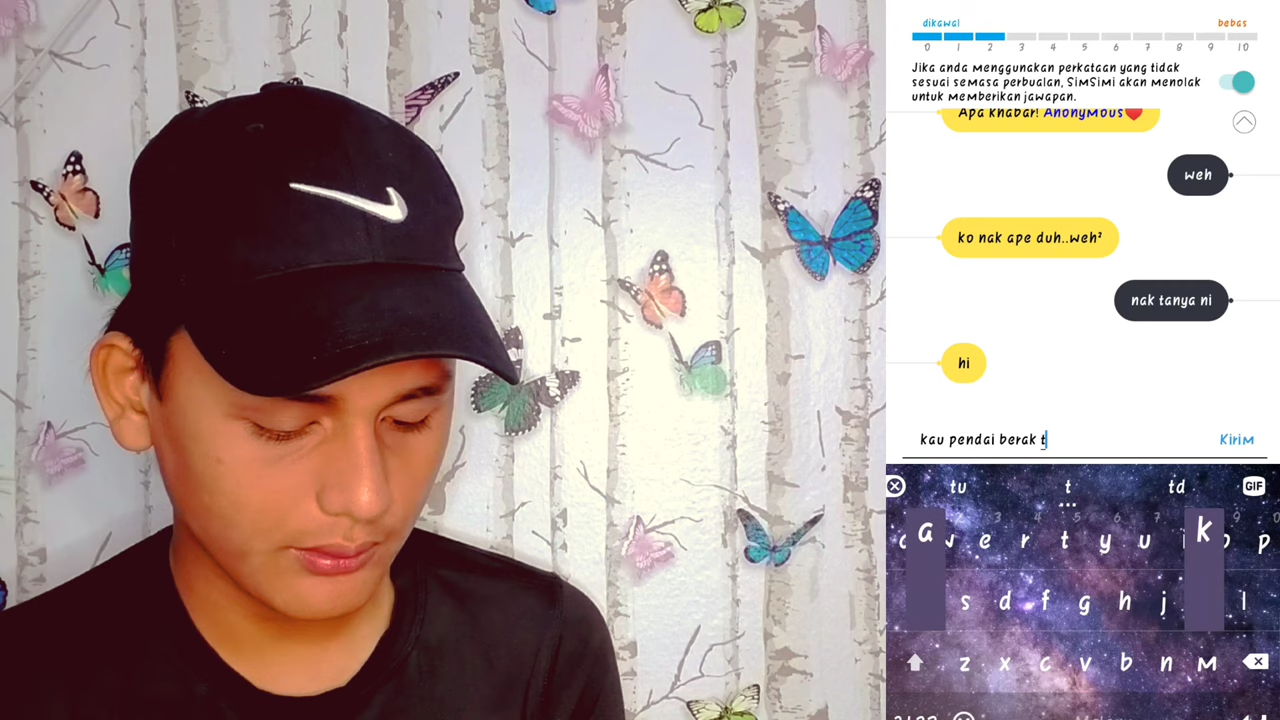 dikawal bebas
0 1 2 3 4 5 6 7 8 9 10
Jika anda menggunakan perkataan yang tidak
sesuai semasa perbualan, SimSimi akan menolak
untuk memberikan jawapan.
Apa khabar! Anonymous❤️
weh
ko nak ape duh..weh²
nak tanya ni
hi
kau pendai berak t
Kirim
tu t td GIF
a k
w e r t y u p
s d f g h j l
z x c v b n m